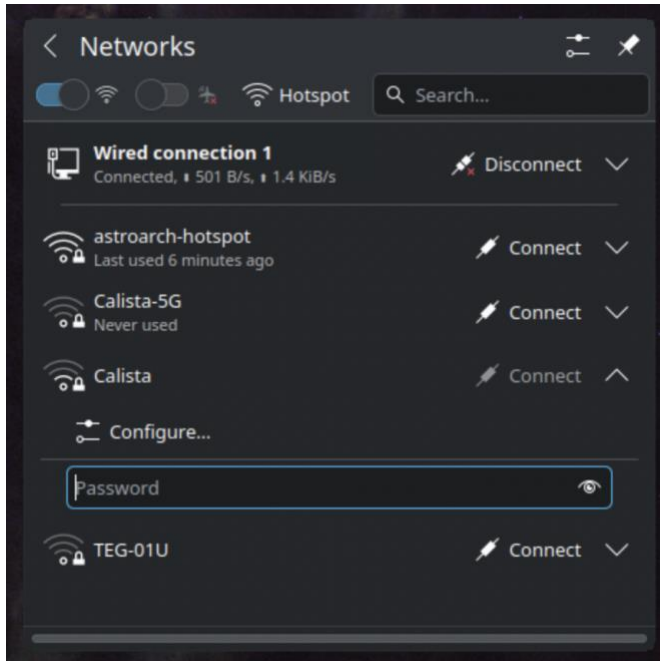 Networks
Hotspot
Search...
Wired connection 1
Disconnect
Connected, ⬇ 501 B/s, ⬆ 1.4 KiB/s
astroarch-hotspot
Connect
Last used 6 minutes ago
Calista-5G
Connect
Never used
Calista
Connect
Configure...
Password
TEG-01U
Connect